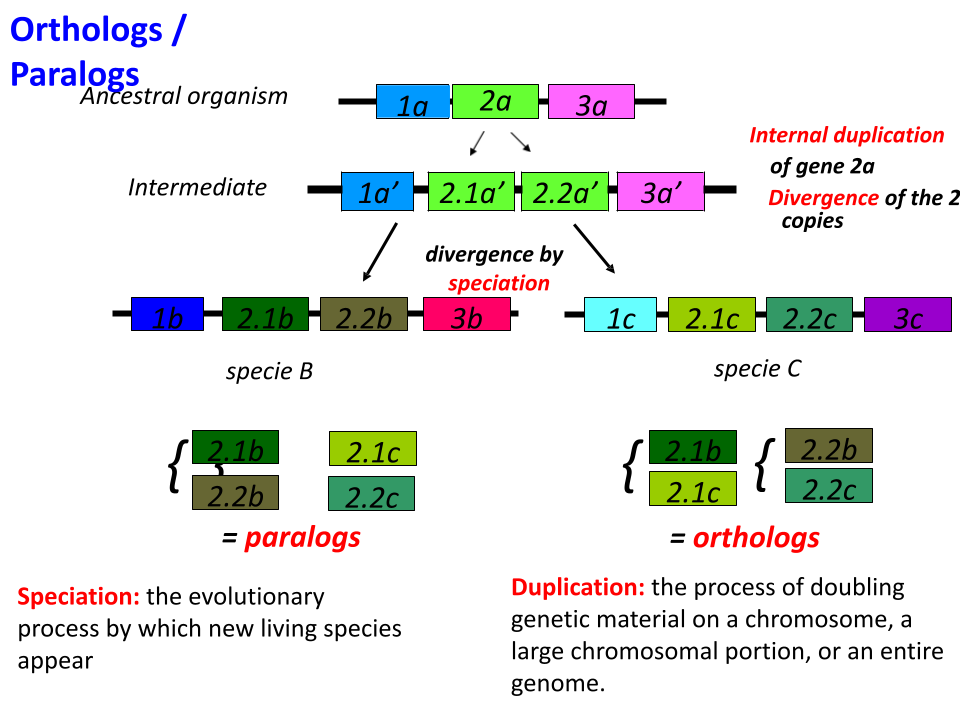 Orthologs /
Paralogs
Ancestral organism
1a 2a 3a
Internal duplication
of gene 2a
Divergence of the 2
copies
Intermediate
1a’ 2.1a’ 2.2a’ 3a’
divergence by
speciation
1b 2.1b 2.2b 3b
1c 2.1c 2.2c 3c
specie B
specie C
{ 2.1b { 2.1c
2.2b 2.2c
= paralogs
{ 2.1b { 2.2b
2.1c 2.2c
= orthologs
Speciation: the evolutionary
process by which new living species
appear
Duplication: the process of doubling
genetic material on a chromosome, a
large chromosomal portion, or an entire
genome.